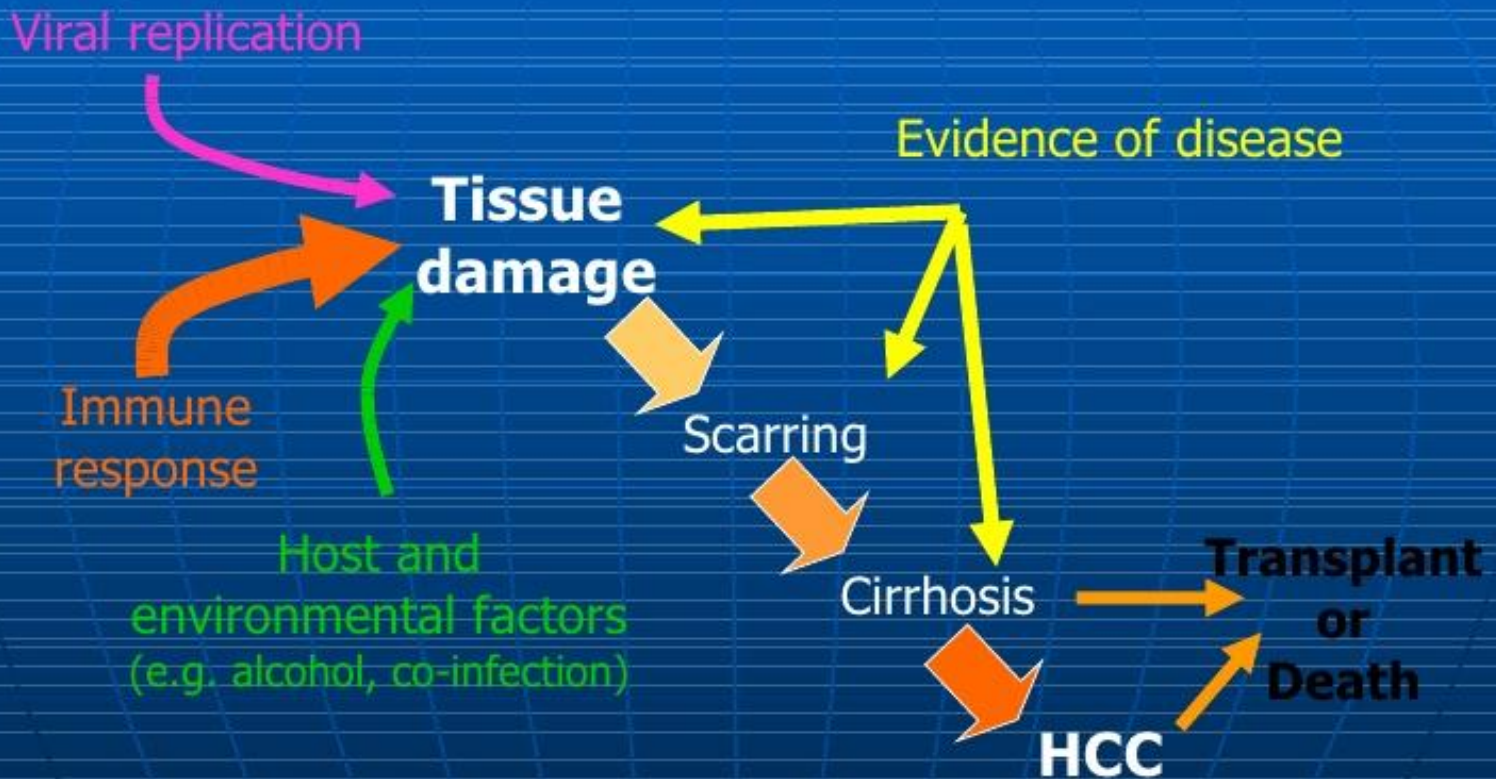 Viral replication
Evidence of disease
Tissue
damage
Immune
response
Scarring
Host and
environmental factors
(e.g. alcohol, co-infection)
Cirrhosis
Transplant
or
Death
HCC